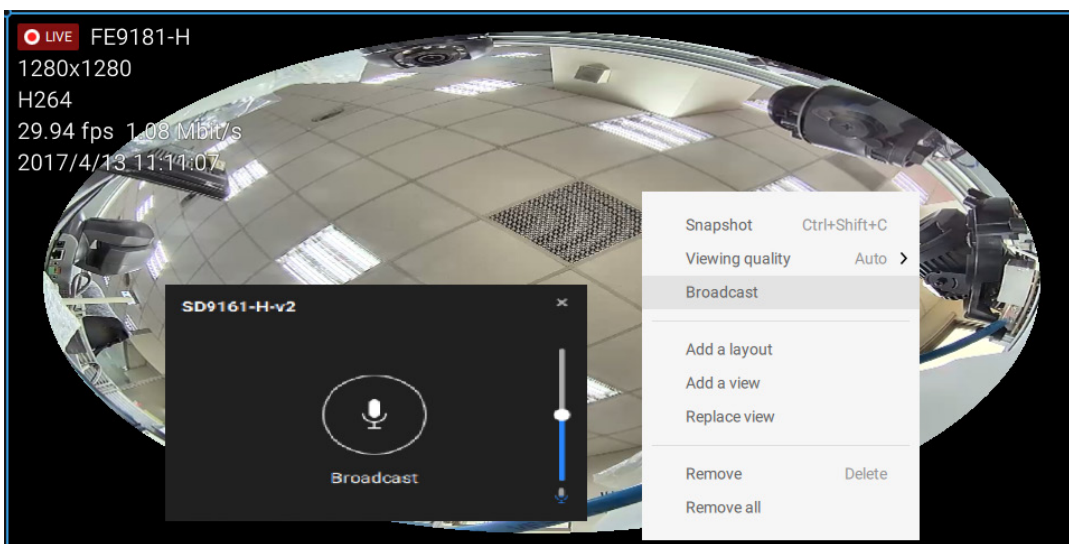 LIVE FE9181-H
1280x1280
H264
29.94 fps 1.08 Mbit/s
2017/4/13 11:11:07
Snapshot Ctrl+Shift+C
Viewing quality Auto
Broadcast
Add a layout
Add a view
Replace view
Remove Delete
Remove all
SD9161-H-v2
Broadcast